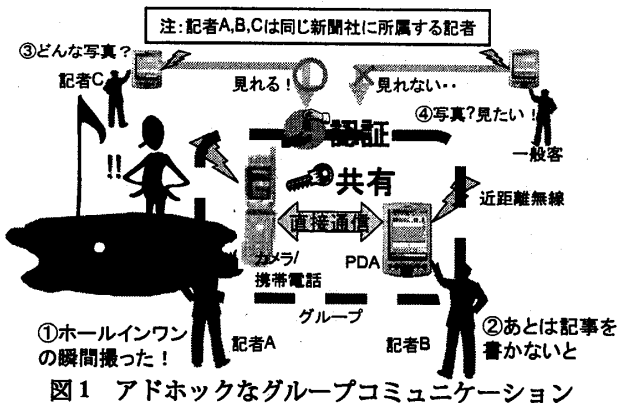 注:記者A,B,Cは同じ新聞社に所属する記者
③どんな写真?
記者C
見れる!
見れない‥
④写真?見たい!
一般客
認証
!!
共有
近距離無線
直接通信
カメラ/
携帯電話
PDA
グループ
①ホールインワン
の瞬間撮った!
記者A
記者B
②あとは記事を
書かないと
図1 アドホックなグループコミュニケーション